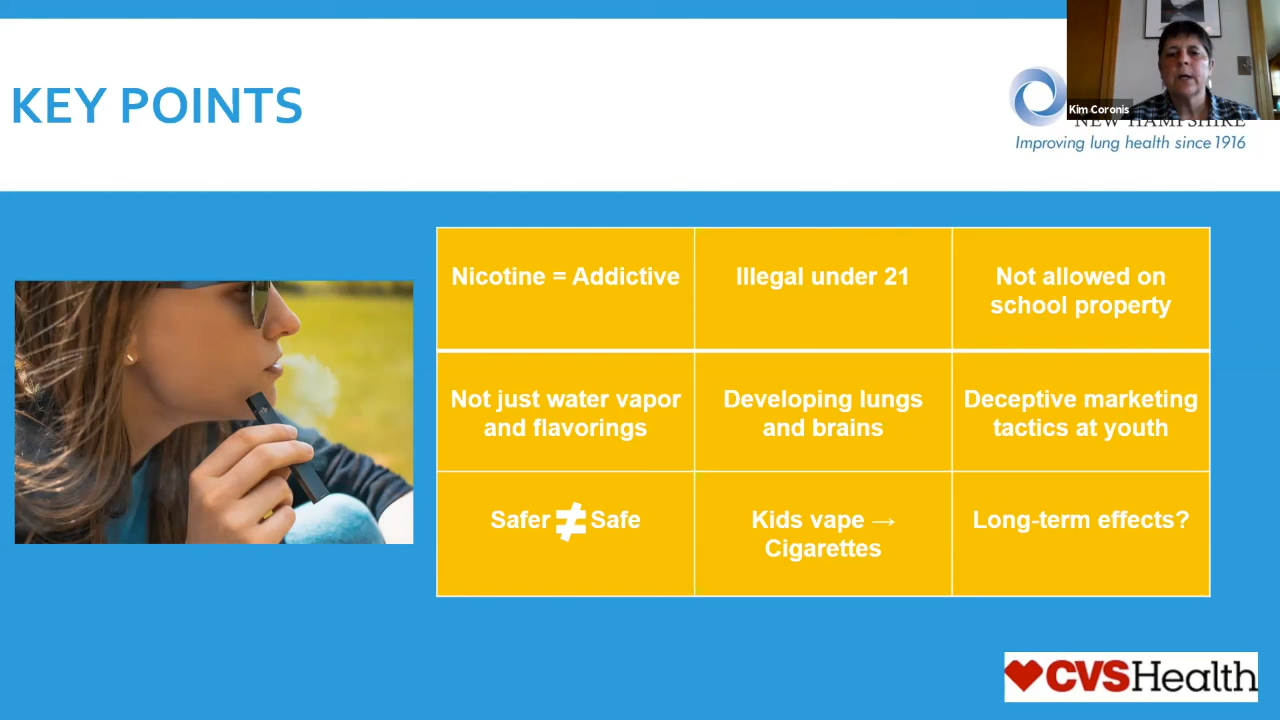 KEY POINTS
Kim Coronis
NEW HAMPSHIRE
Improving lung health since 1916
Nicotine = Addictive
Illegal under 21
Not allowed on
school property
Not just water vapor
and flavorings
Developing lungs
and brains
Deceptive marketing
tactics at youth
Safer ≠ Safe
Kids vape →
Cigarettes
Long-term effects?
CVSHealth